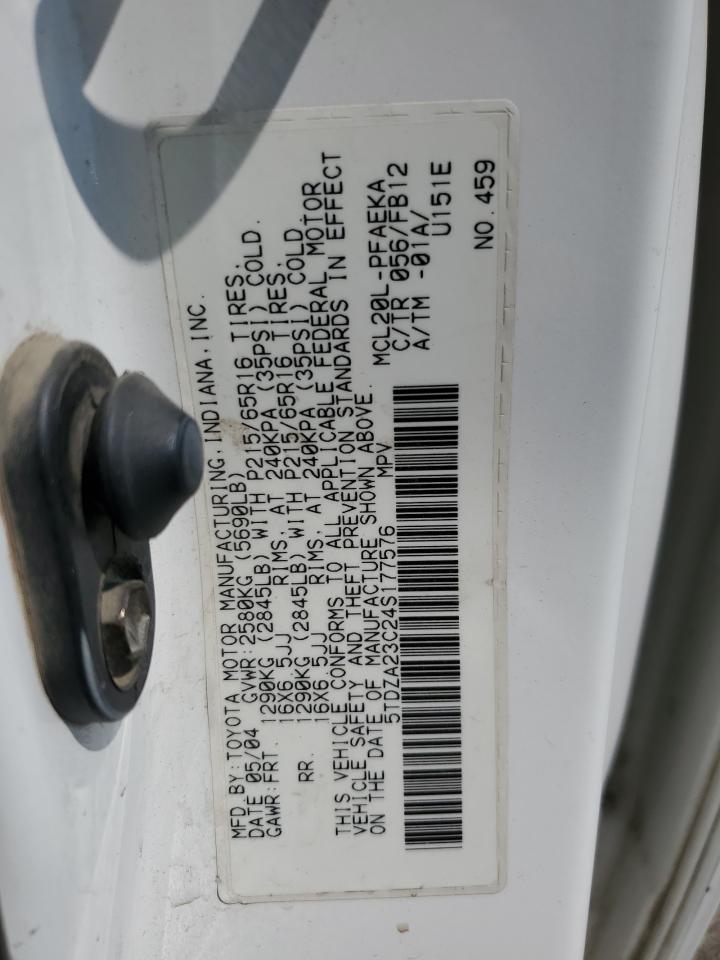 MFD BY:TOYOTA MOTOR MANUFACTURING,INDIANA,INC.
DATE 05/04 GVWR:2580KG (5690LB)
GAWR:FRT. 1290KG (2845LB) WITH P215/65R16 TIRES,
16X6.5JJ RIMS, AT 240KPA (35PSI) COLD.
RR. 1290KG (2845LB) WITH P215/65R16 TIRES,
16X6.5JJ RIMS, AT 240KPA (35PSI) COLD.
THIS VEHICLE CONFORMS TO ALL APPLICABLE FEDERAL MOTOR
VEHICLE SAFETY AND THEFT PREVENTION STANDARDS IN EFFECT
ON THE DATE OF MANUFACTURE SHOWN ABOVE.
5TDZA23C24S177576 MPV MCL20L-PFAEKA
C/TR 056/FB12
A/TM -01A/
U151E
NO.459